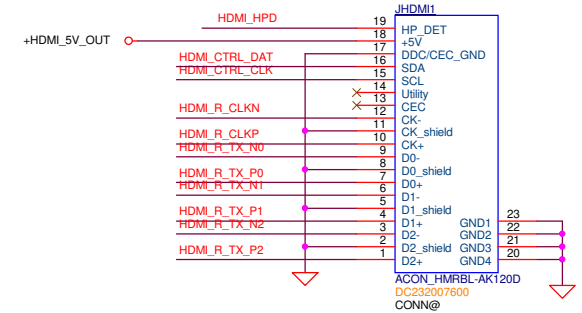 JHDMI1
HDMI_HPD 19 HP_DET
+HDMI_5V_OUT 18 +5V
17 DDC/CEC_GND
HDMI_CTRL_DAT 16 SDA
HDMI_CTRL_CLK 15 SCL
14 Utility
13 CEC
HDMI_R_CLKN 12 CK-
11 CK_shield
HDMI_R_CLKP 10 CK+
HDMI_R_TX_N0 9 D0-
8 D0_shield
HDMI_R_TX_P0 7 D0+
HDMI_R_TX_N1 6 D1-
5 D1_shield
HDMI_R_TX_P1 4 D1+ GND1 23
HDMI_R_TX_N2 3 D2- GND2 22
2 D2_shield GND3 21
HDMI_R_TX_P2 1 D2+ GND4 20
ACON_HMRBL-AK120D
DC232007600
CONN@